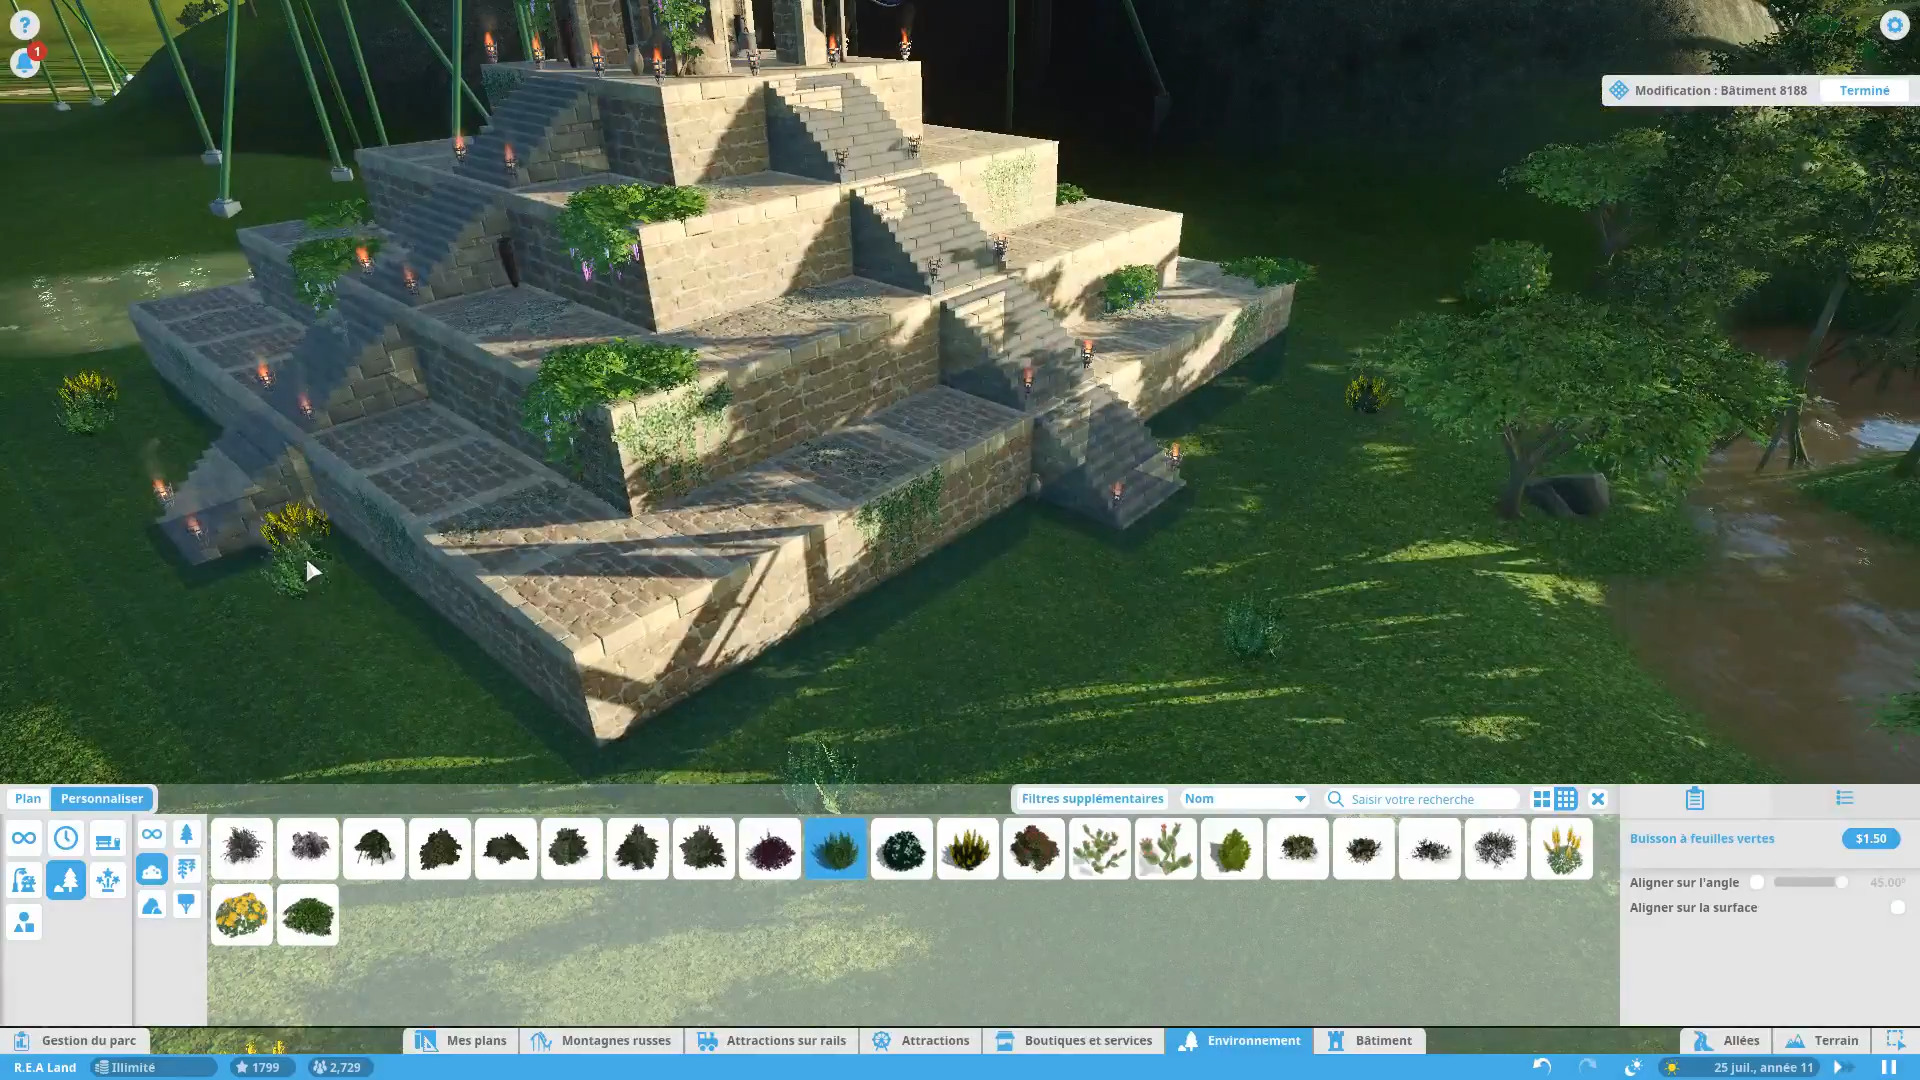 ?
1
Modification : Bâtiment 8188
Terminé
Plan
Personnaliser
Filtres supplémentaires
Nom
Saisir votre recherche
Buisson à feuilles vertes
$1.50
Aligner sur l'angle
45.00°
Aligner sur la surface
Gestion du parc
Mes plans
Montagnes russes
Attractions sur rails
Attractions
Boutiques et services
Environnement
Bâtiment
Allées
Terrain
R.E.A Land
Illimité
1799
2,729
25 juil., année 11